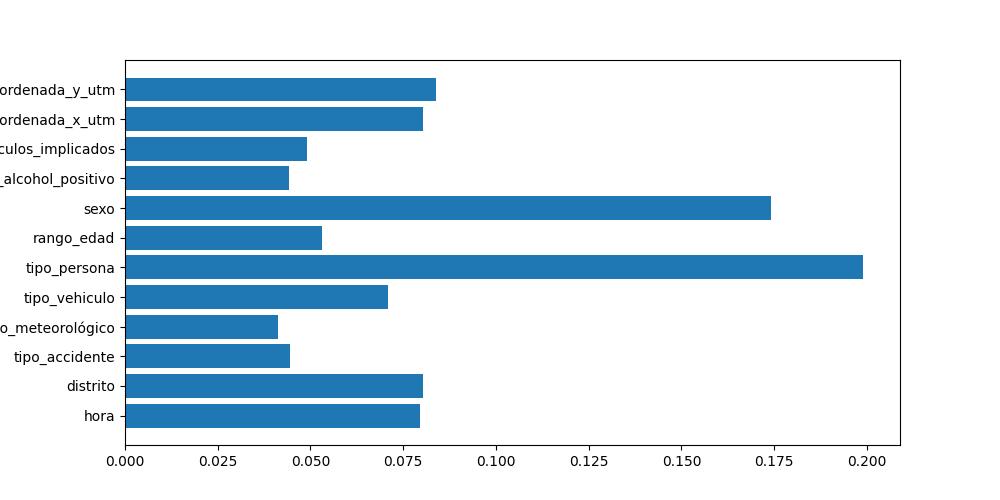 ordenada_y_utm
ordenada_x_utm
culos_implicados
_alcohol_positivo
sexo
rango_edad
tipo_persona
tipo_vehiculo
o_meteorológico
tipo_accidente
distrito
hora
0.000 0.025 0.050 0.075 0.100 0.125 0.150 0.175 0.200